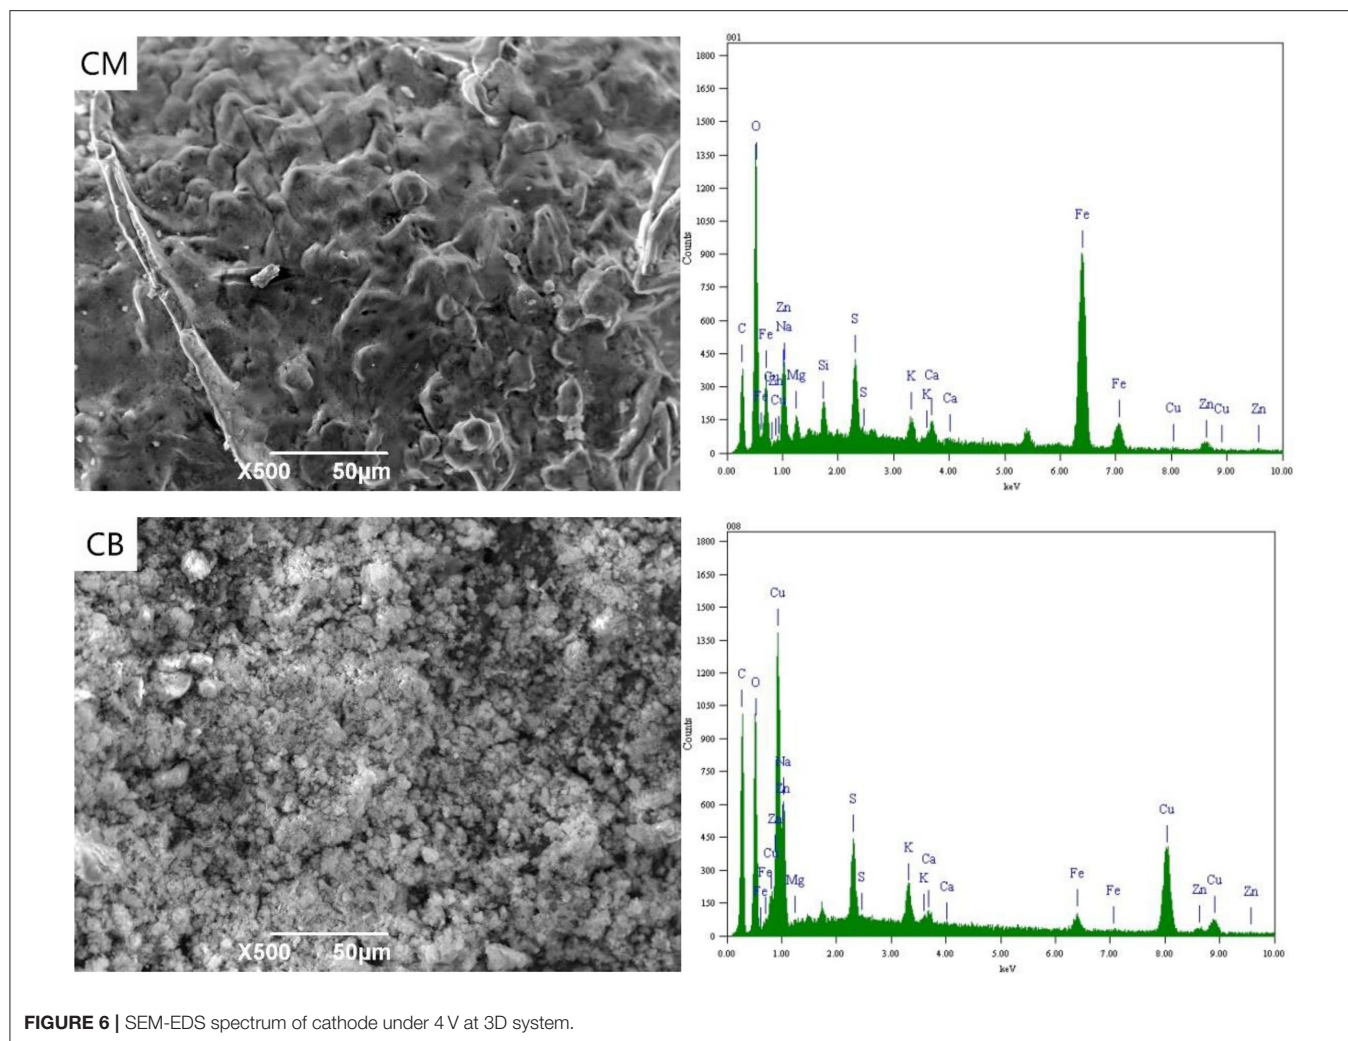 CM
X500 50μm
001
1800
1650
1500
1350
1200
1050
900
750
600
450
300
150
0
Counts
C
O
Fe
Fe
Zn
Cu
Zn
Na
Mg
Si
S
S
K
K
Ca
Ca
Fe
Fe
Cu
Zn
Cu
Zn
0.00 1.00 2.00 3.00 4.00 5.00 6.00 7.00 8.00 9.00 10.00
keV
CB
X500 50μm
008
1800
1650
1500
1350
1200
1050
900
750
600
450
300
150
0
Counts
C
O
Fe
Fe
Cu
Zn
Cu
Na
Zn
Mg
S
S
K
K
Ca
Ca
Fe
Fe
Cu
Zn
Cu
Zn
0.00 1.00 2.00 3.00 4.00 5.00 6.00 7.00 8.00 9.00 10.00
keV
FIGURE 6 | SEM-EDS spectrum of cathode under 4 V at 3D system.